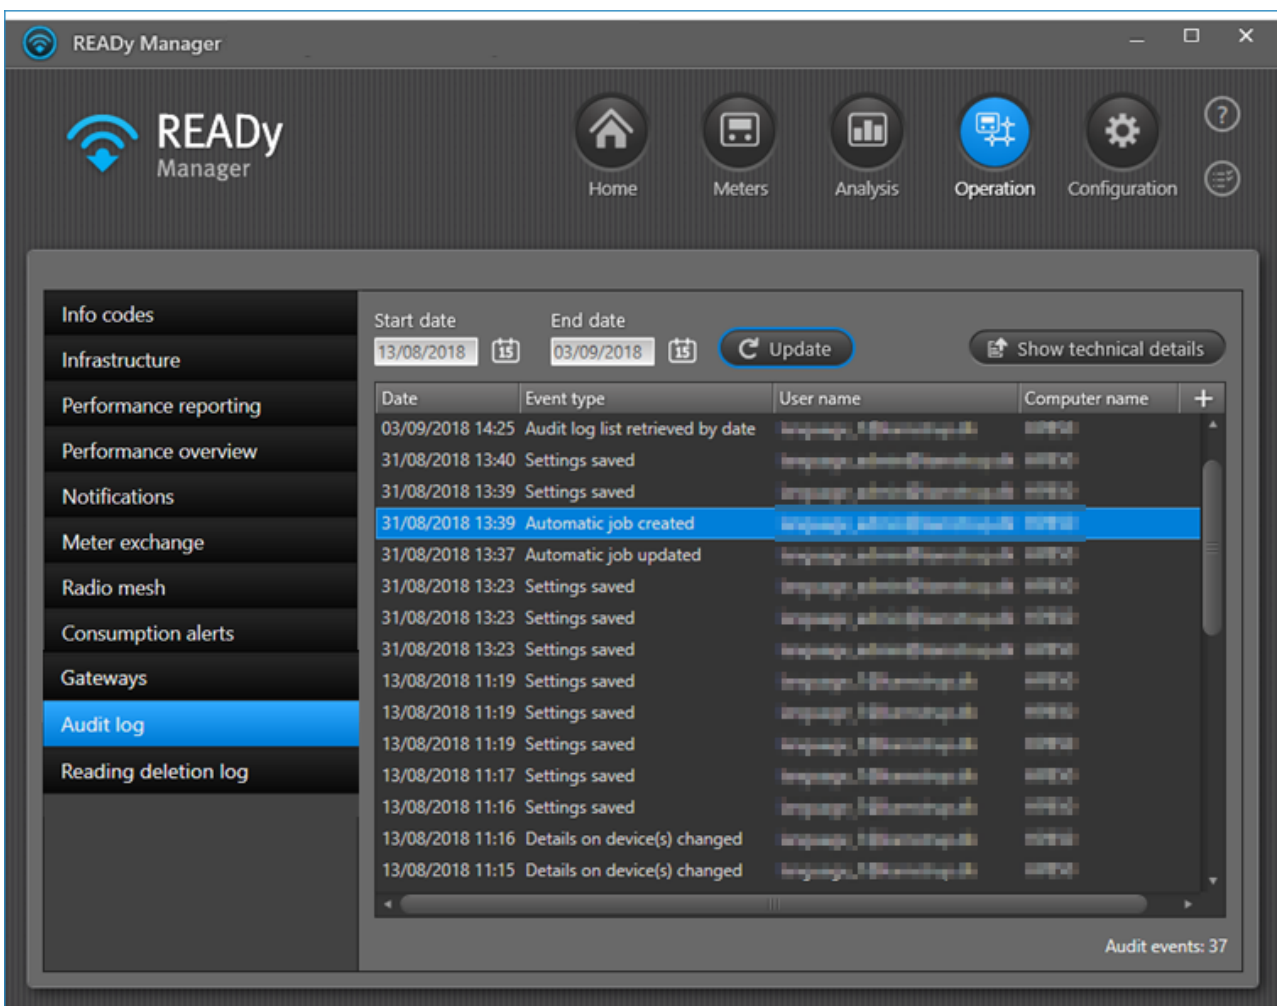 READy Manager
READy
Manager
Home Meters Analysis Operation Configuration
?
Info codes
Infrastructure
Performance reporting
Performance overview
Notifications
Meter exchange
Radio mesh
Consumption alerts
Gateways
Audit log
Reading deletion log
Start date End date
13/08/2018 15 03/09/2018 15 Update Show technical details
Date Event type User name Computer name +
03/09/2018 14:25 Audit log list retrieved by date
31/08/2018 13:40 Settings saved
31/08/2018 13:39 Settings saved
31/08/2018 13:39 Automatic job created
31/08/2018 13:37 Automatic job updated
31/08/2018 13:23 Settings saved
31/08/2018 13:23 Settings saved
31/08/2018 13:23 Settings saved
13/08/2018 11:19 Settings saved
13/08/2018 11:19 Settings saved
13/08/2018 11:19 Settings saved
13/08/2018 11:17 Settings saved
13/08/2018 11:16 Settings saved
13/08/2018 11:16 Details on device(s) changed
13/08/2018 11:15 Details on device(s) changed
Audit events: 37